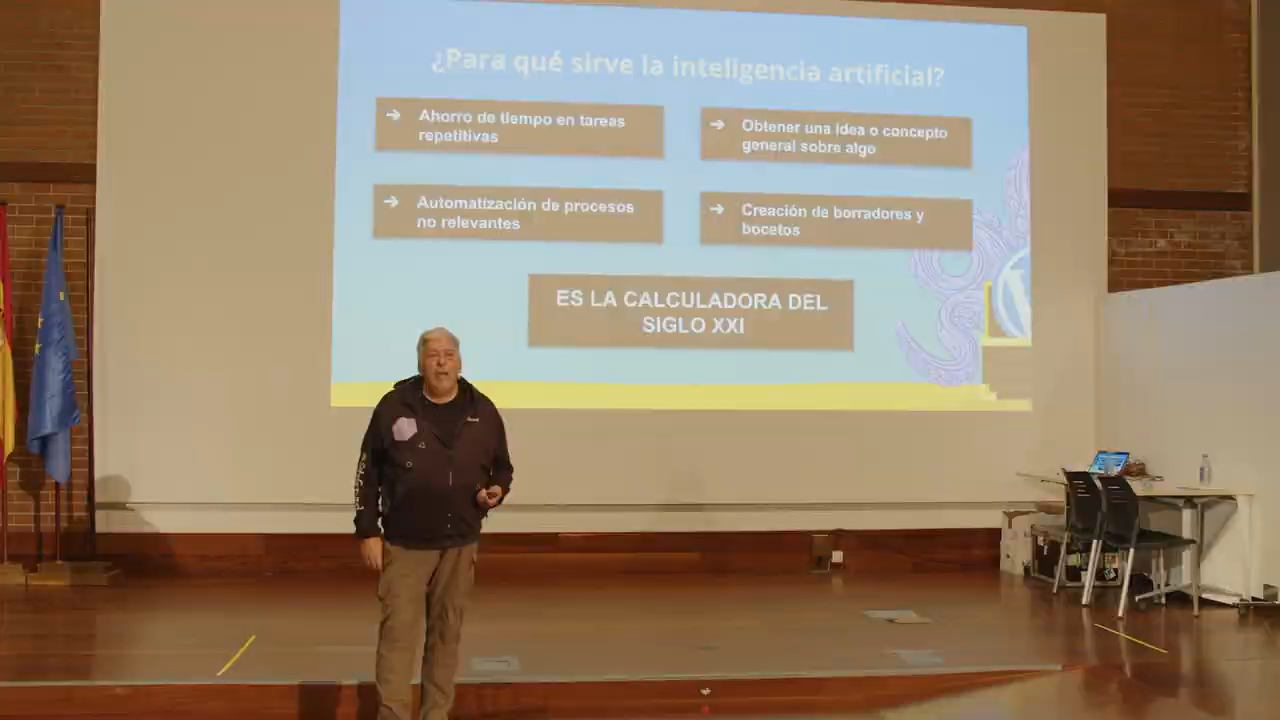 ¿Para qué sirve la inteligencia artificial?
➔ Ahorro de tiempo en tareas
repetitivas
➔ Obtener una idea o concepto
general sobre algo
➔ Automatización de procesos
no relevantes
➔ Creación de borradores y
bocetos
ES LA CALCULADORA DEL
SIGLO XXI